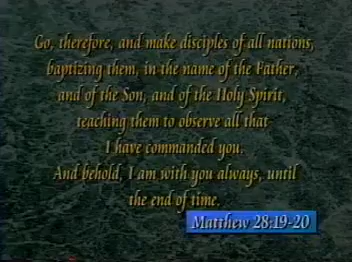 Go, therefore, and make disciples of all nations,
baptizing them, in the name of the Father,
and of the Son, and of the Holy Spirit,
teaching them to observe all that
I have commanded you.
And behold, I am with you always, until
the end of time.
Matthew 28:19-20